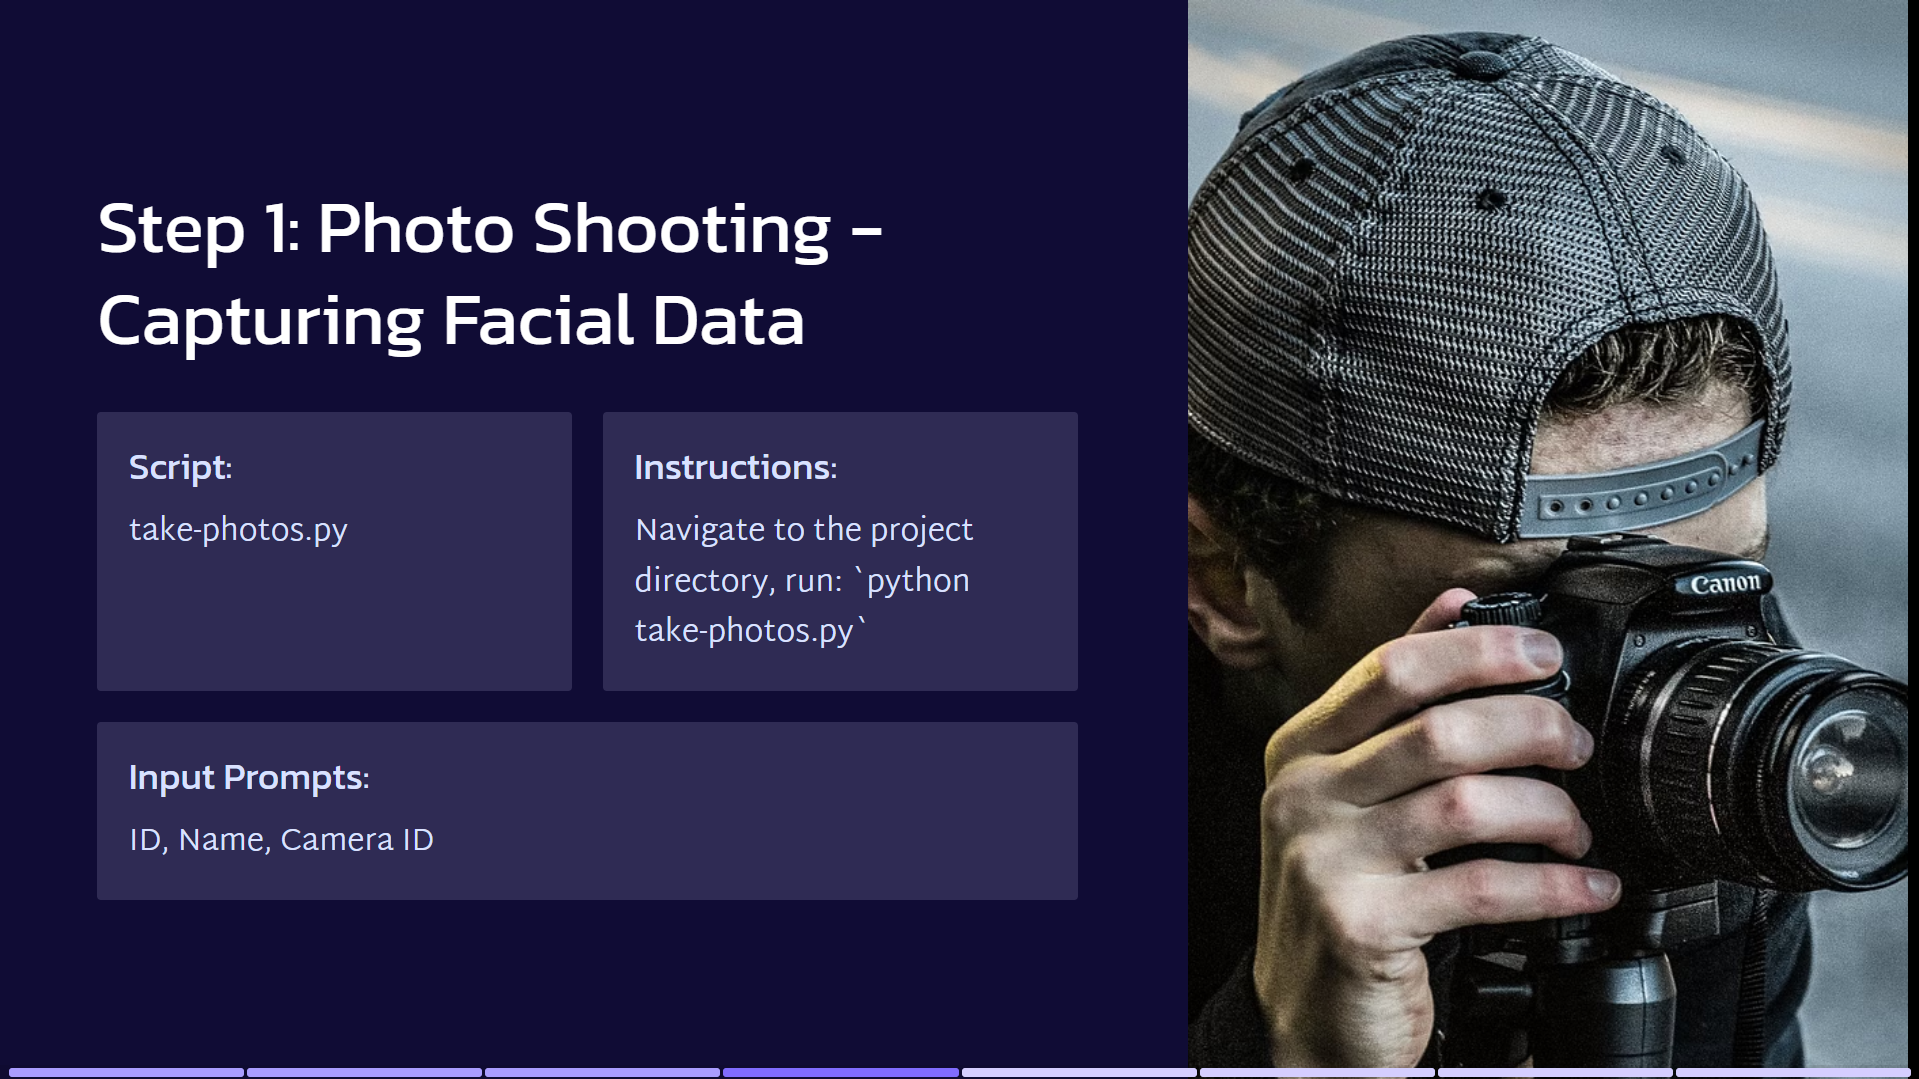 Step 1: Photo Shooting -
Capturing Facial Data
Script:
take-photos.py
Instructions:
Navigate to the project
directory, run: `python
take-photos.py`
Input Prompts:
ID, Name, Camera ID
Canon